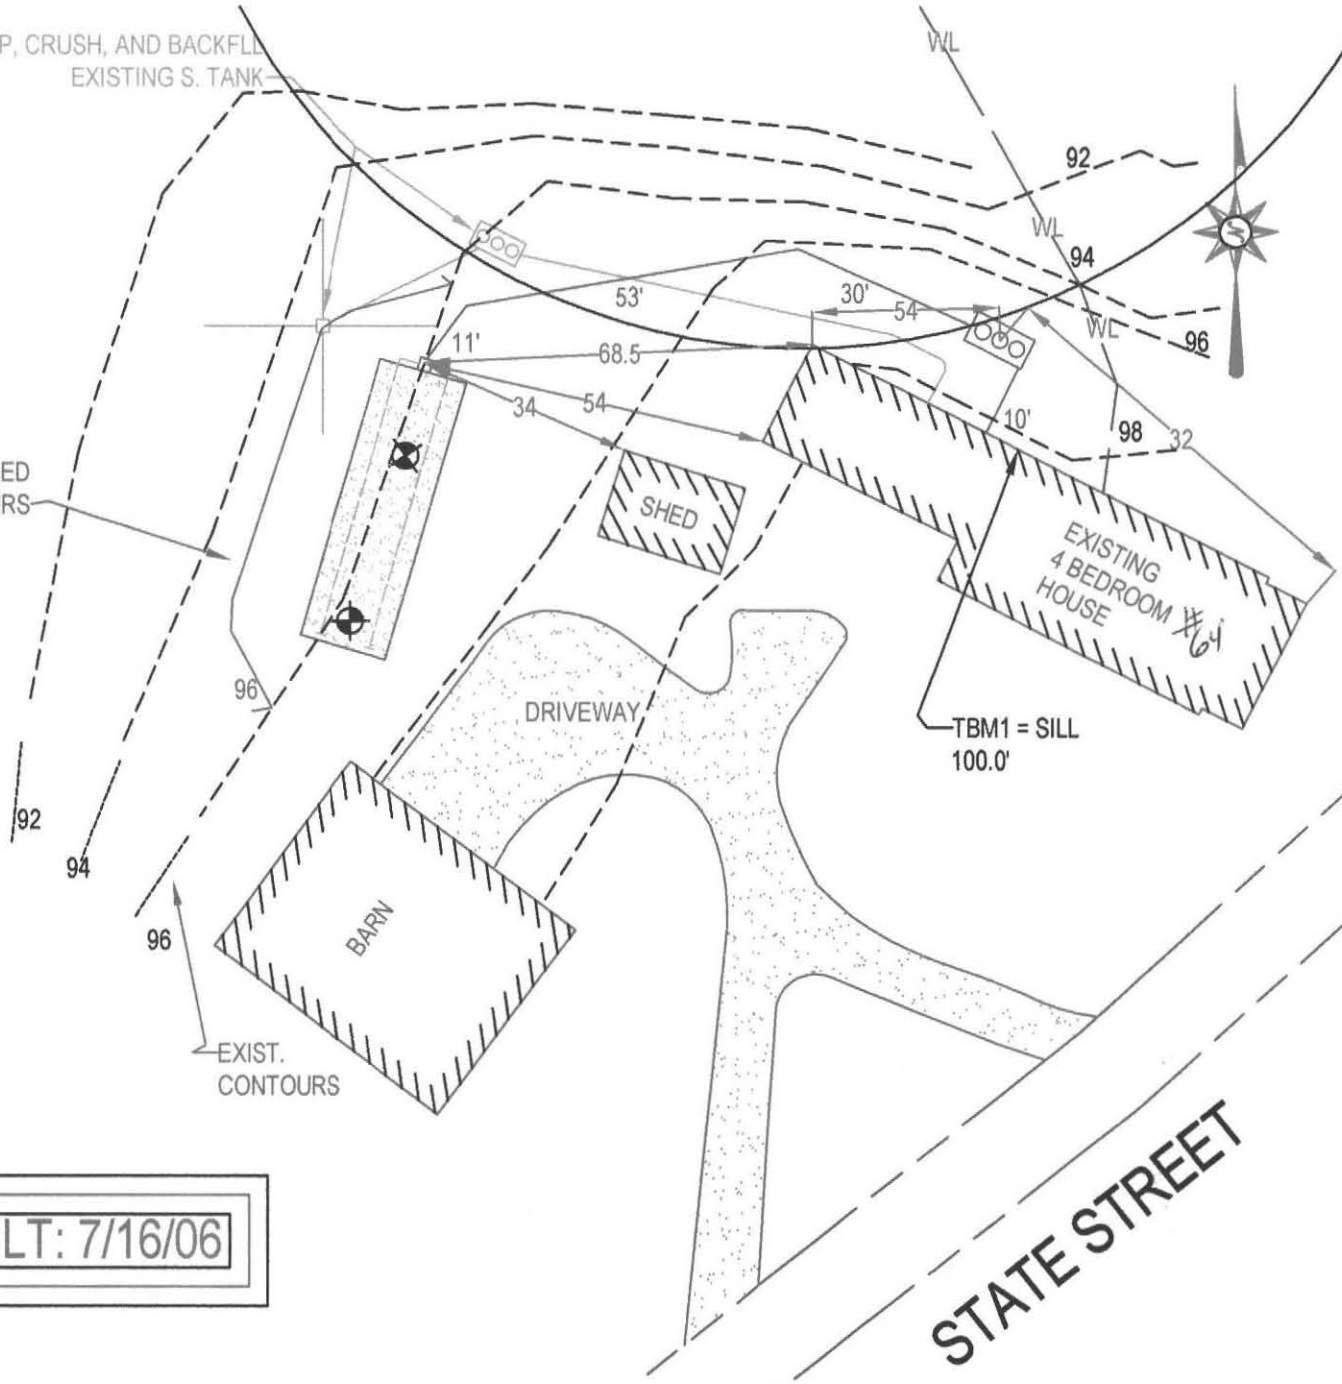 P, CRUSH, AND BACKFLL
EXISTING S. TANK
WL
92
WL
94
WL
96
53'
30'
54
11'
68.5
34
54
10'
98
32
ED
RS
SHED
EXISTING
4 BEDROOM #64
HOUSE
96
DRIVEWAY
TBM1 = SILL
100.0'
92
94
96
BARN
EXIST.
CONTOURS
LT: 7/16/06
STATE STREET